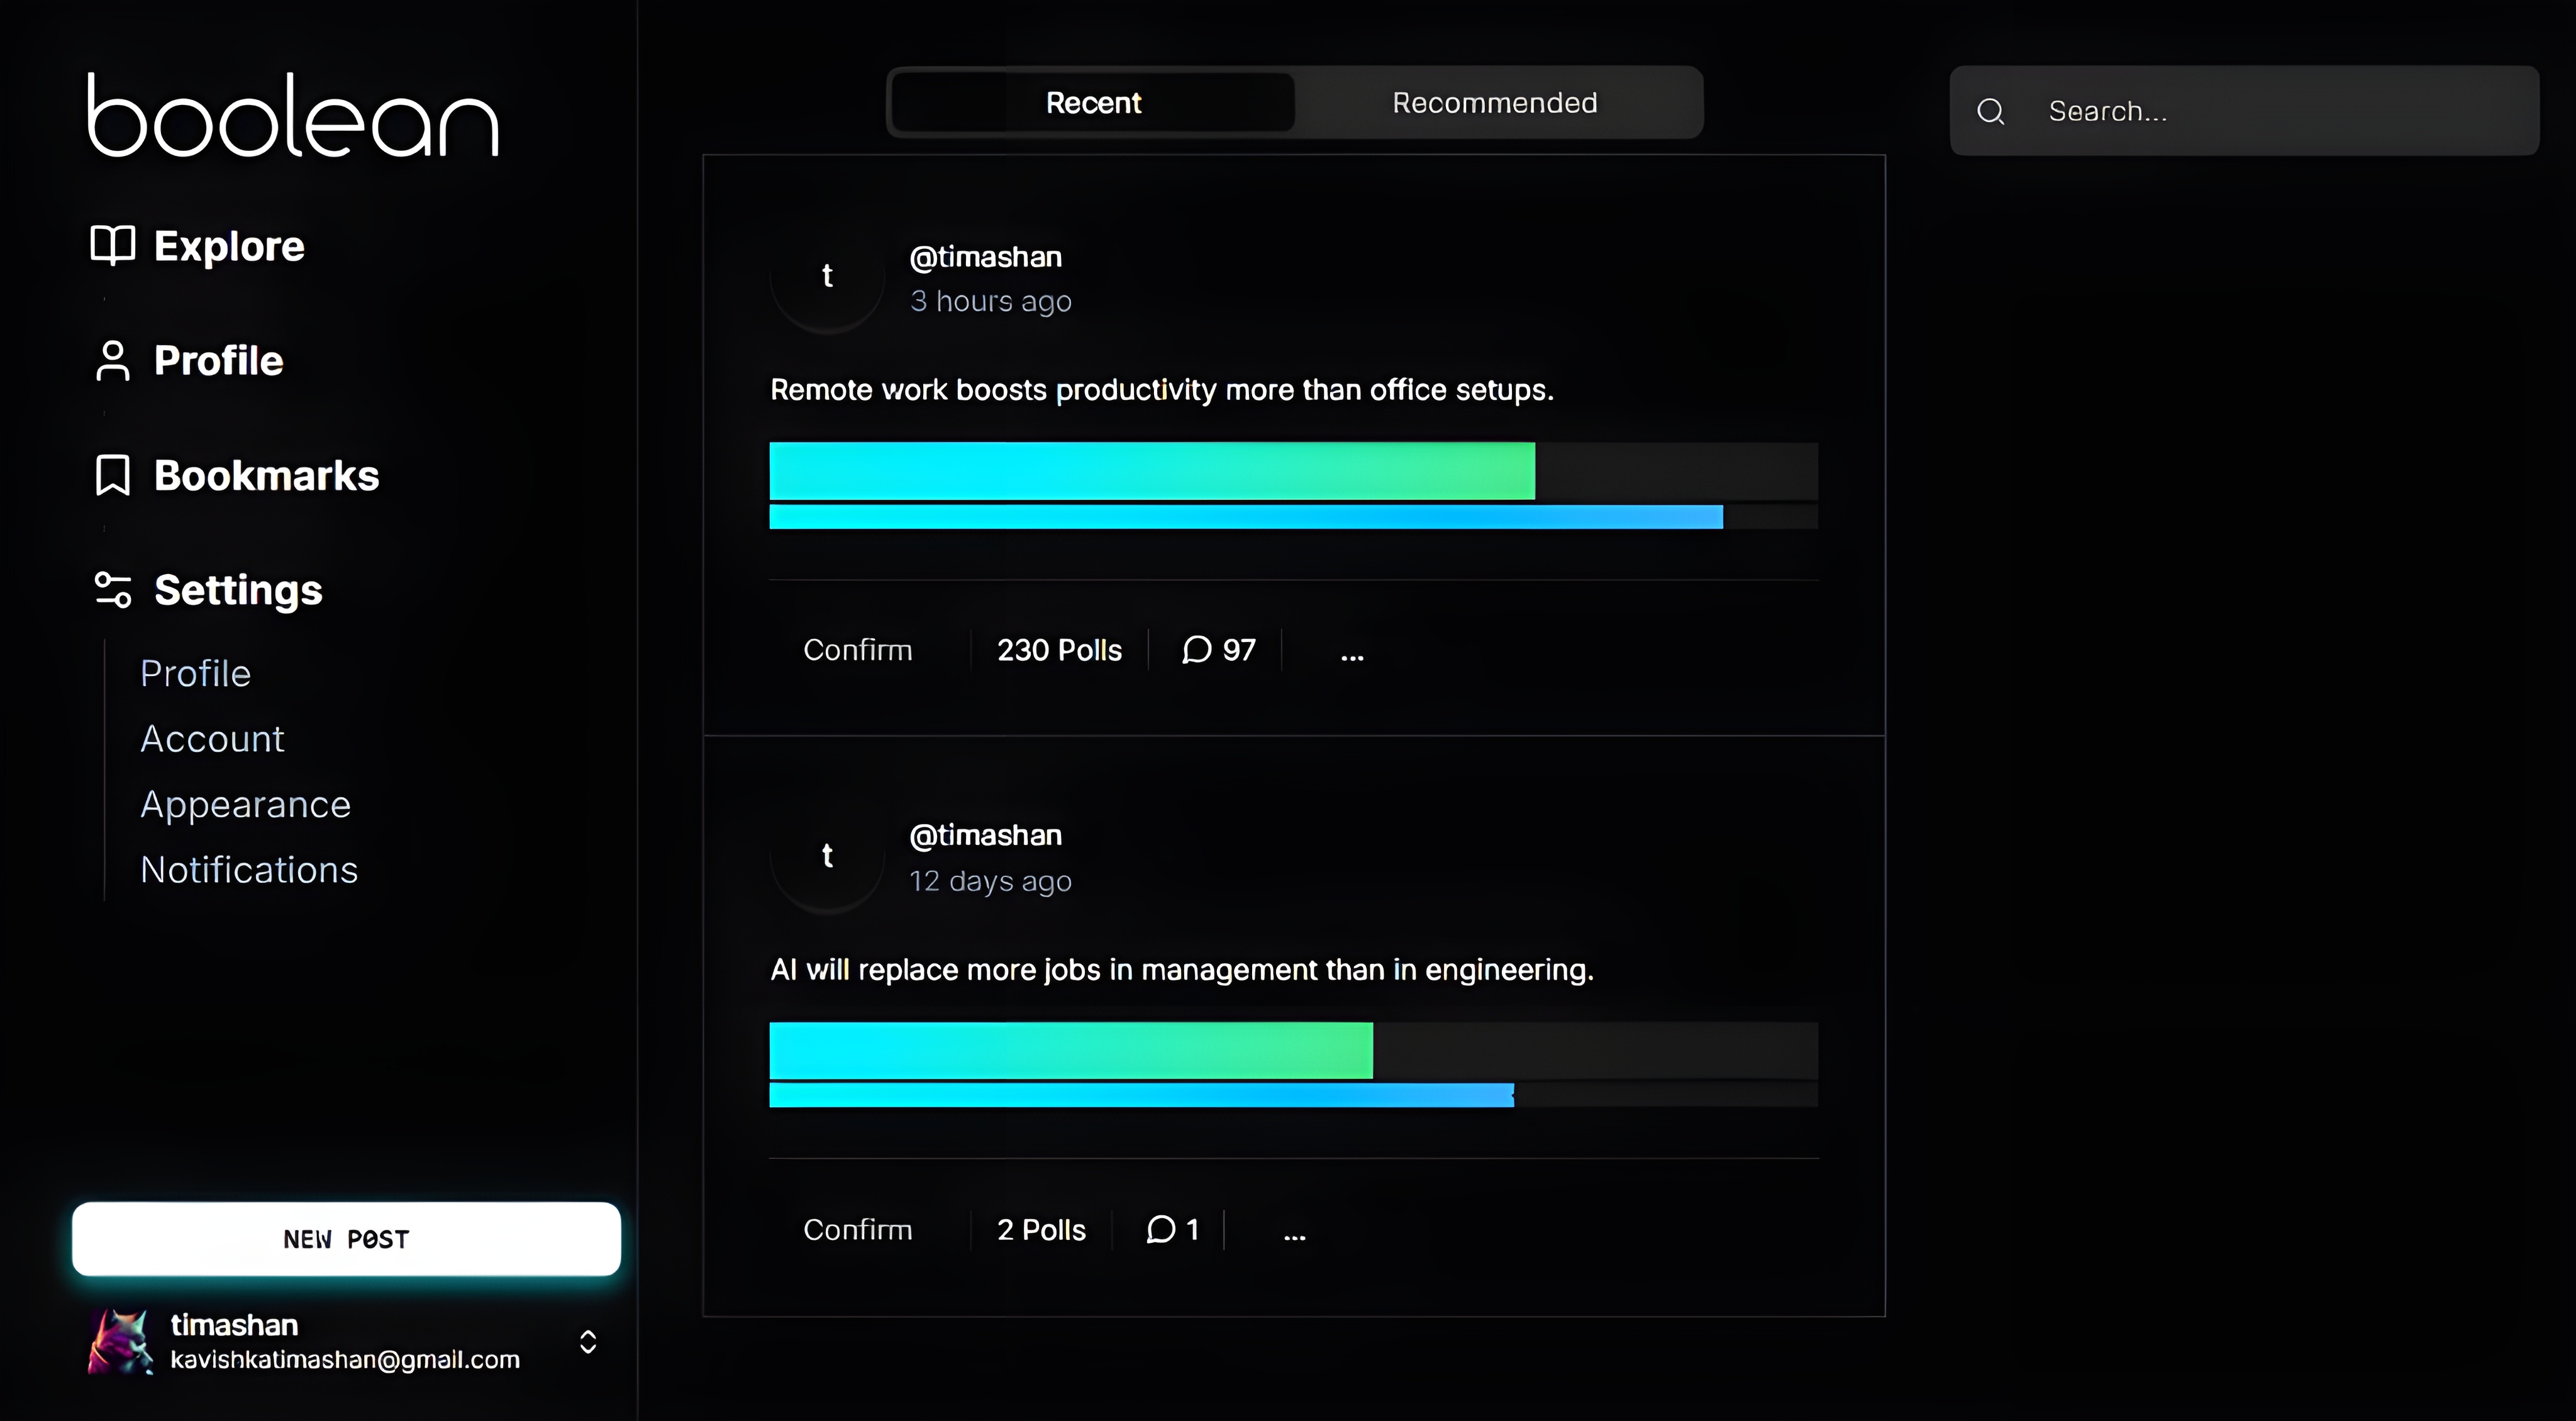 boolean
Explore
Profile
Bookmarks
Settings
Profile
Account
Appearance
Notifications
NEW POST
timashan
kavishkatimashan@gmail.com
Recent
Recommended
t
@timashan
3 hours ago
Remote work boosts productivity more than office setups.
Confirm
230 Polls
97
...
t
@timashan
12 days ago
AI will replace more jobs in management than in engineering.
Confirm
2 Polls
1
...
Search...